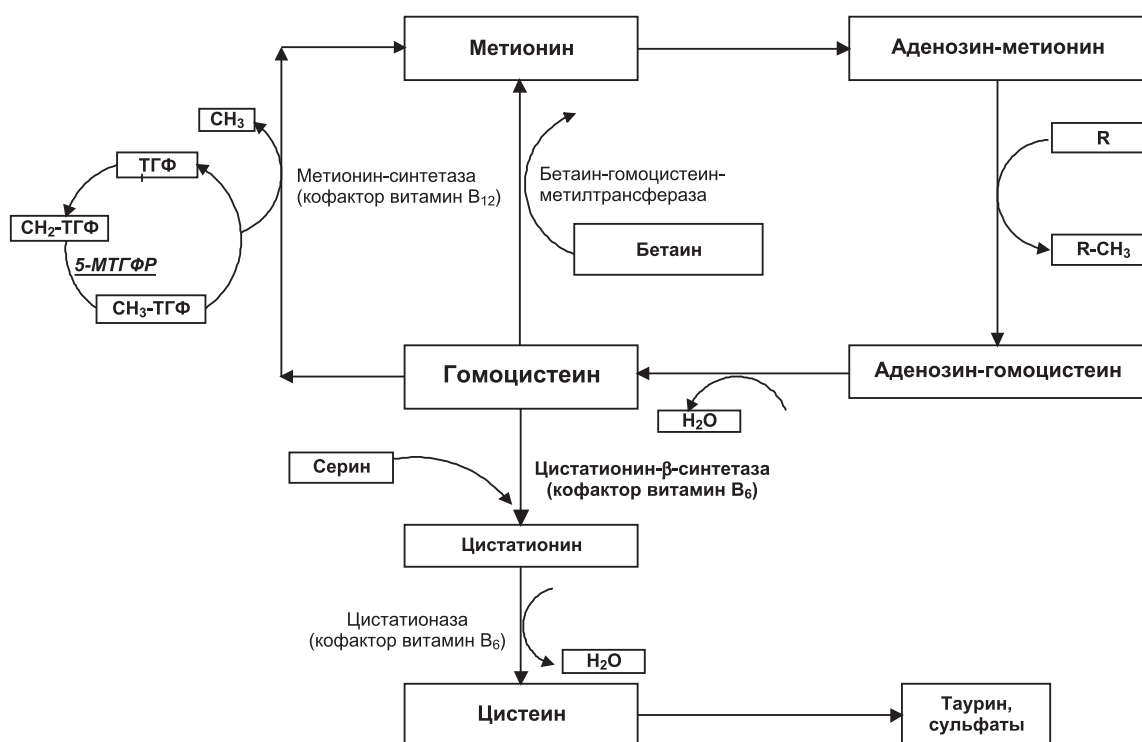 Метионин
Аденозин-метионин
CH₃
R
ТГФ
Метионин-синтетаза
(кофактор витамин B₁₂)
Бетаин-гомоцистеин-
метилтрансфераза
CH₂-ТГФ
Бетаин
R-CH₃
5-МТГФР
CH₃-ТГФ
Гомоцистеин
Аденозин-гомоцистеин
H₂O
Серин
Цистатионин-β-синтетаза
(кофактор витамин B₆)
Цистатионин
Цистатионаза
(кофактор витамин B₆)
H₂O
Цистеин
Таурин,
сульфаты